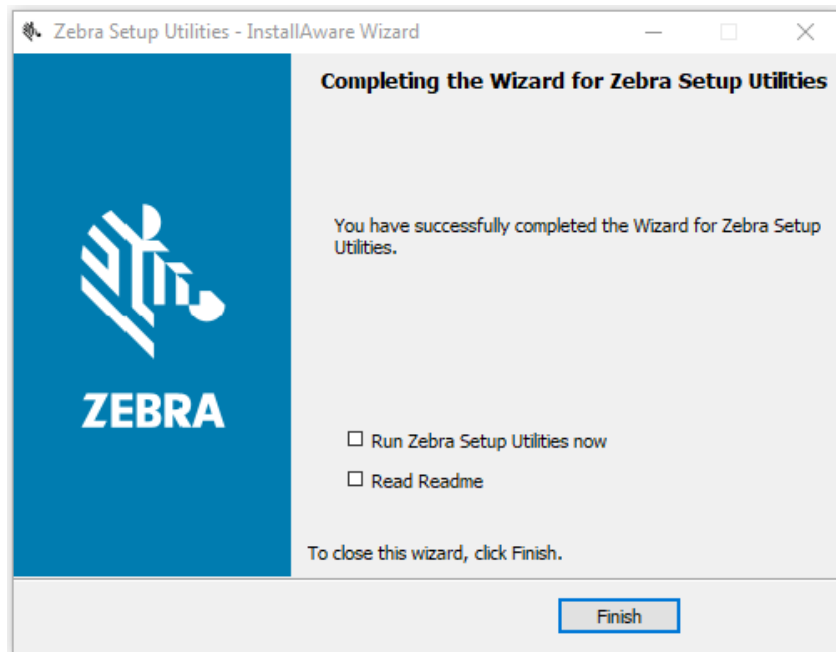 Zebra Setup Utilities - InstallAware Wizard
Completing the Wizard for Zebra Setup Utilities
You have successfully completed the Wizard for Zebra Setup
Utilities.
ZEBRA
Run Zebra Setup Utilities now
Read Readme
To close this wizard, click Finish.
Finish